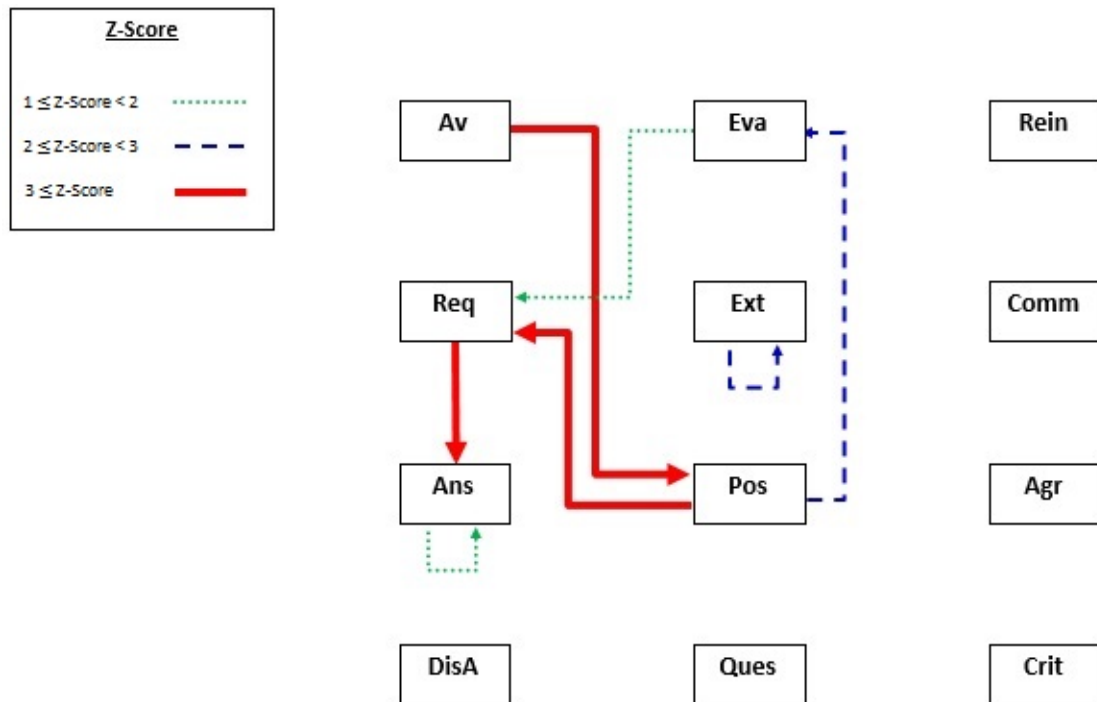 Z-Score
1 ≤ Z-Score < 2
2 ≤ Z-Score < 3
3 ≤ Z-Score
Av
Eva
Rein
Req
Ext
Comm
Ans
Pos
Agr
DisA
Ques
Crit